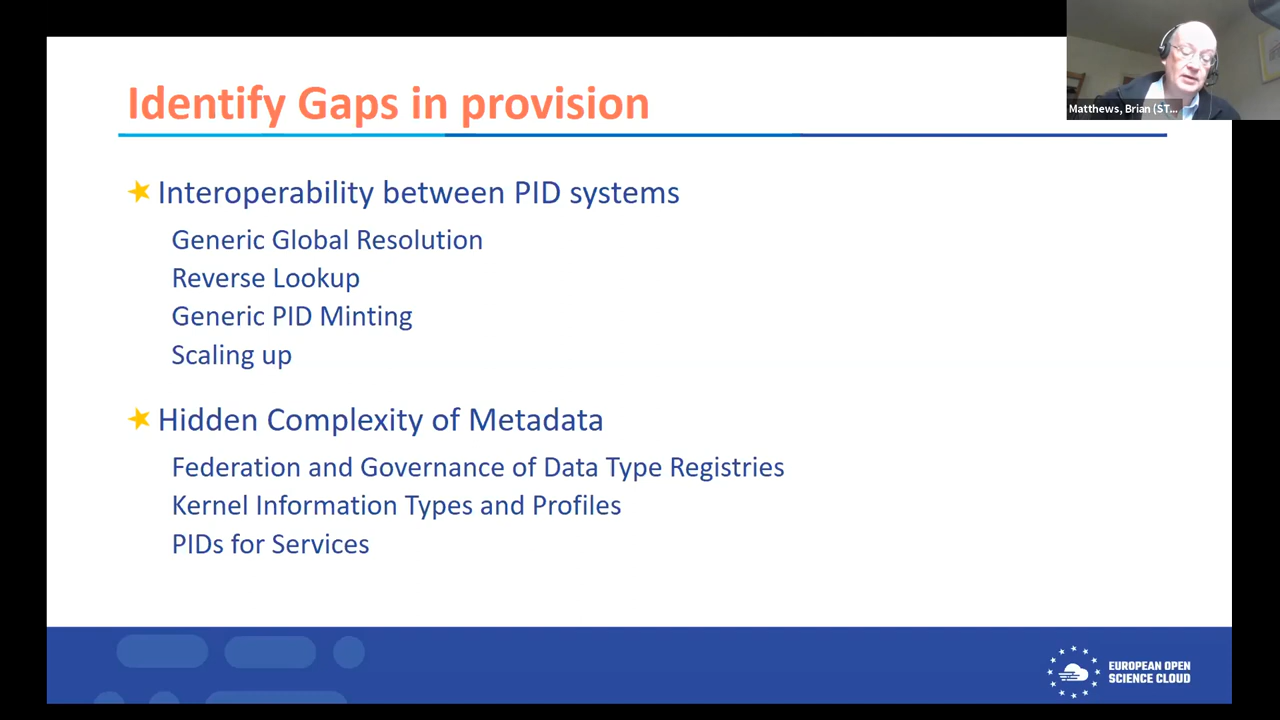 Identify Gaps in provision
Matthews, Brian (ST...
Interoperability between PID systems
Generic Global Resolution
Reverse Lookup
Generic PID Minting
Scaling up
Hidden Complexity of Metadata
Federation and Governance of Data Type Registries
Kernel Information Types and Profiles
PIDs for Services
EUROPEAN OPEN
SCIENCE CLOUD